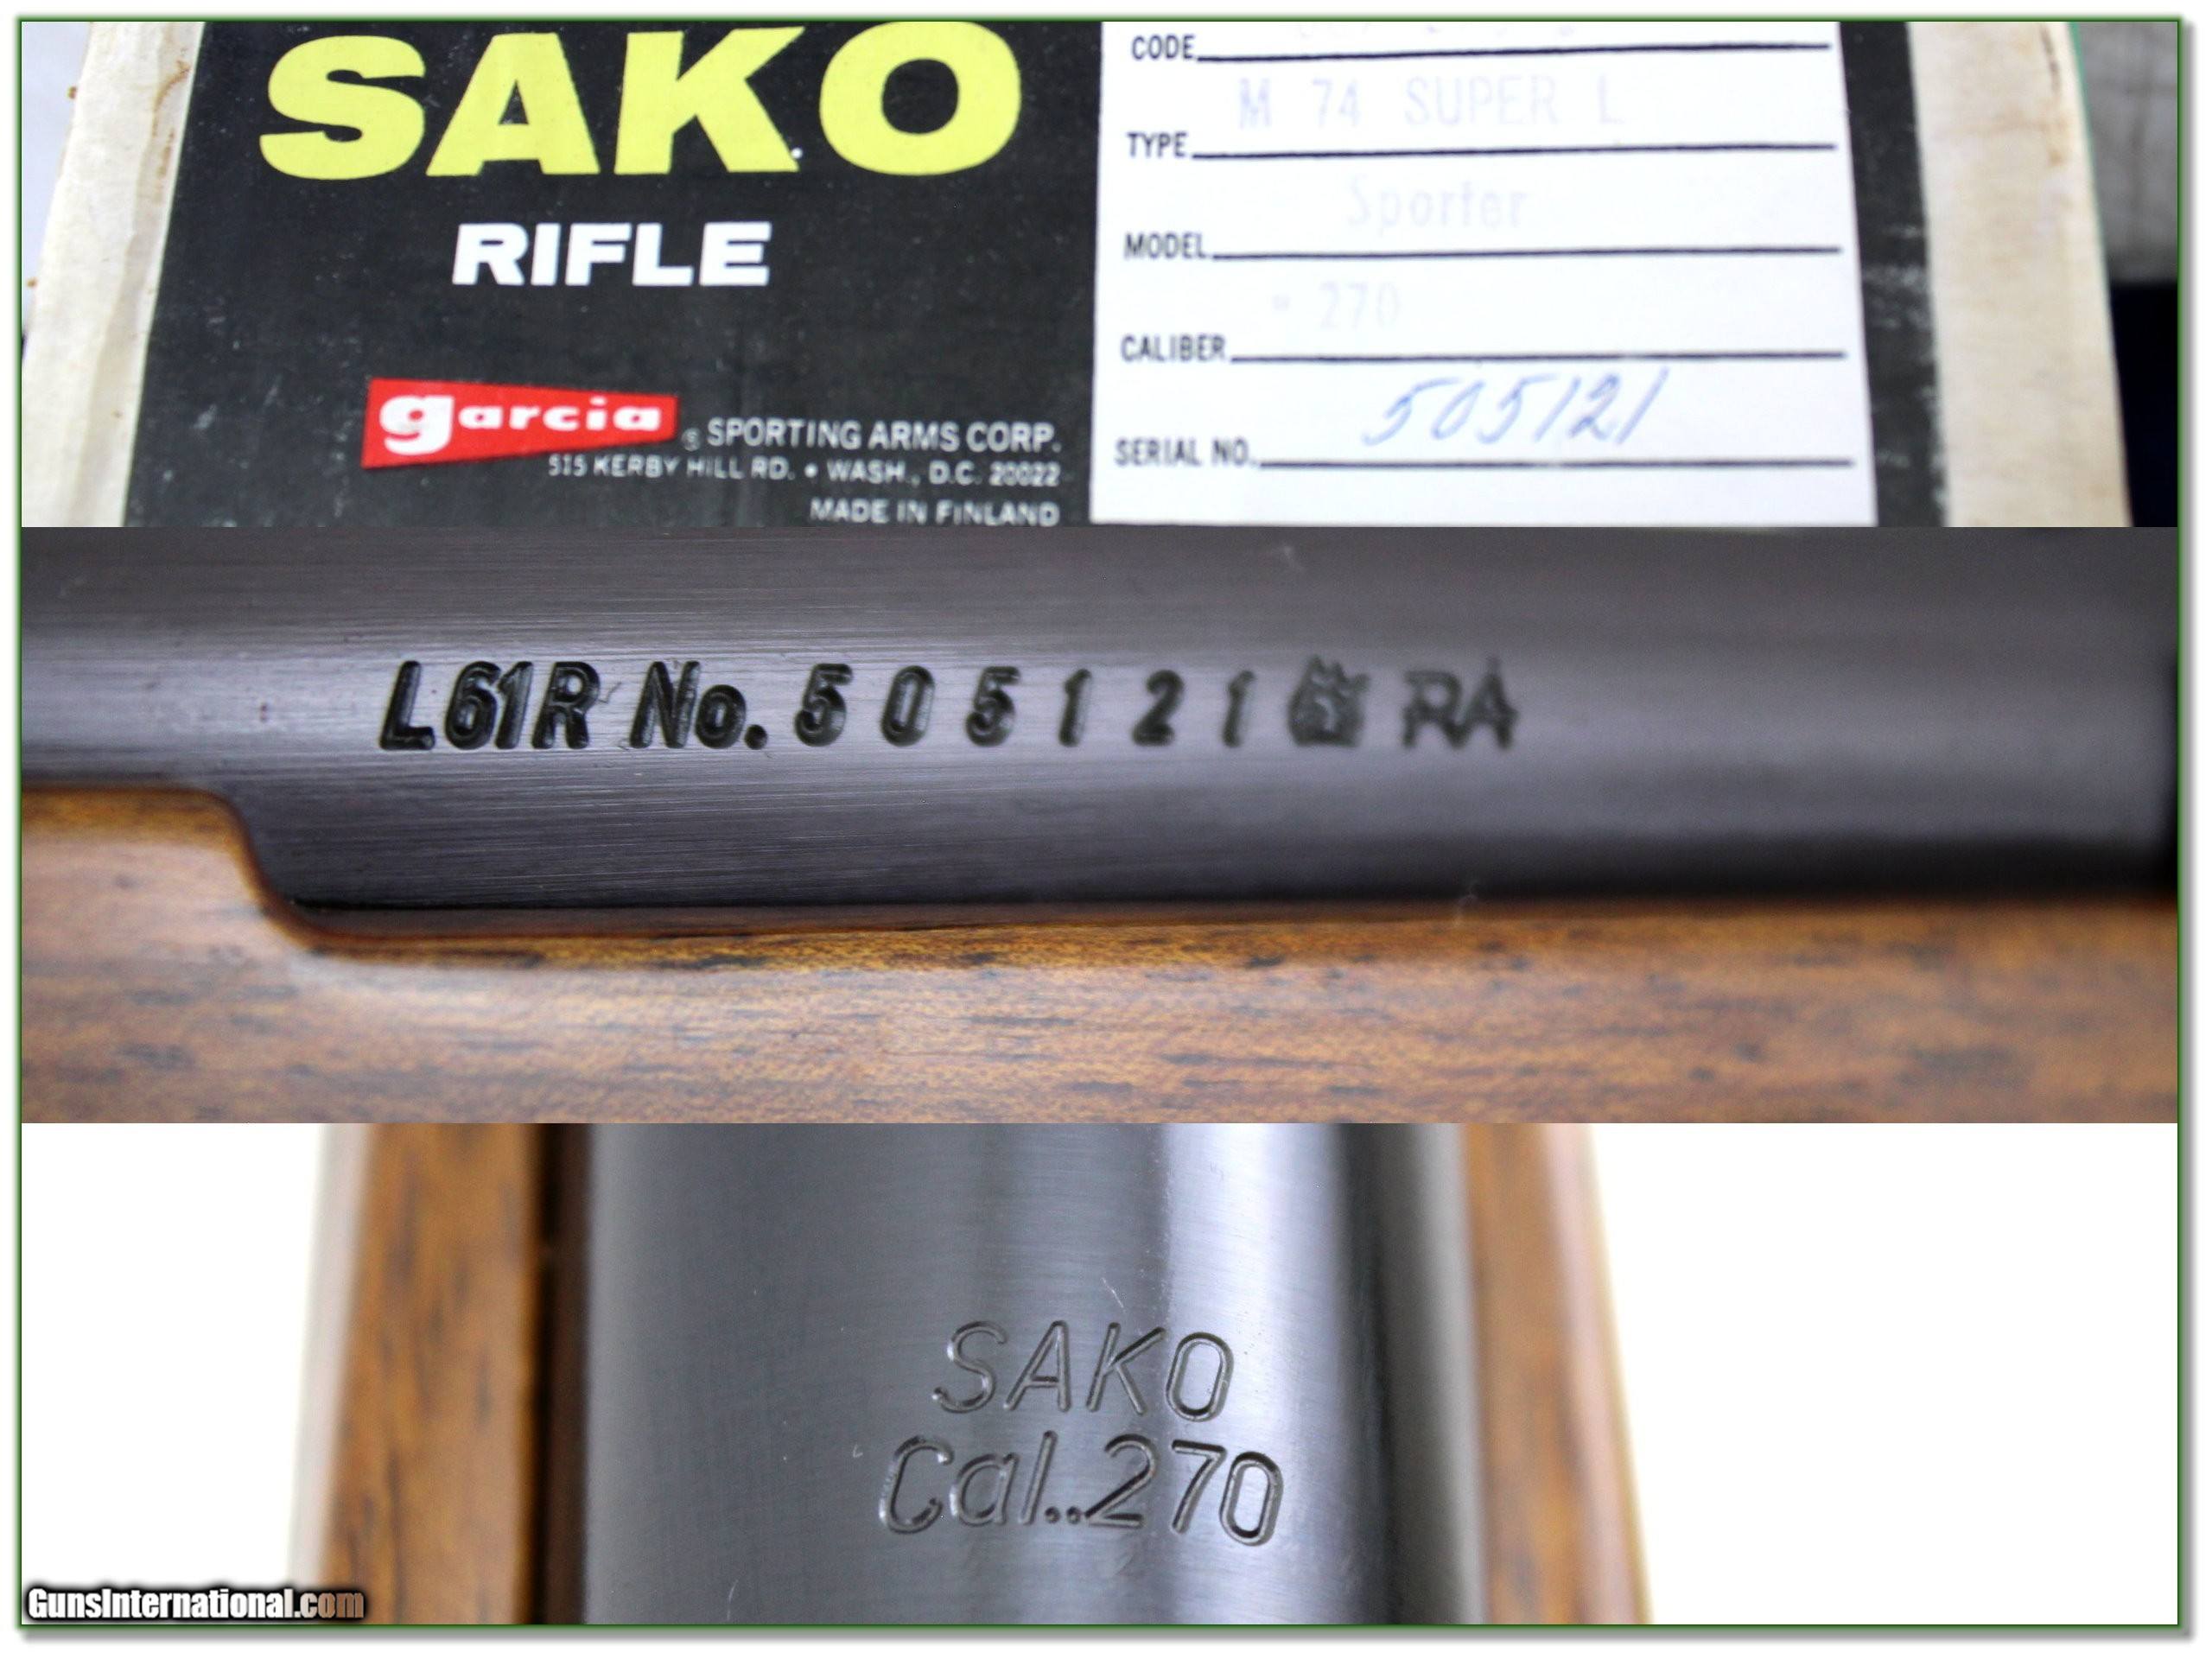 SAKO
RIFLE
garcia
® SPORTING ARMS CORP.
515 KERBY HILL RD. • WASH., D.C. 20022
MADE IN FINLAND
CODE
M 74 SUPER L
TYPE
Sporter
MODEL
.270
CALIBER
505121
SERIAL NO.
L61R No. 505121 RA
SAKO
Cal..270
GunsInternational.com